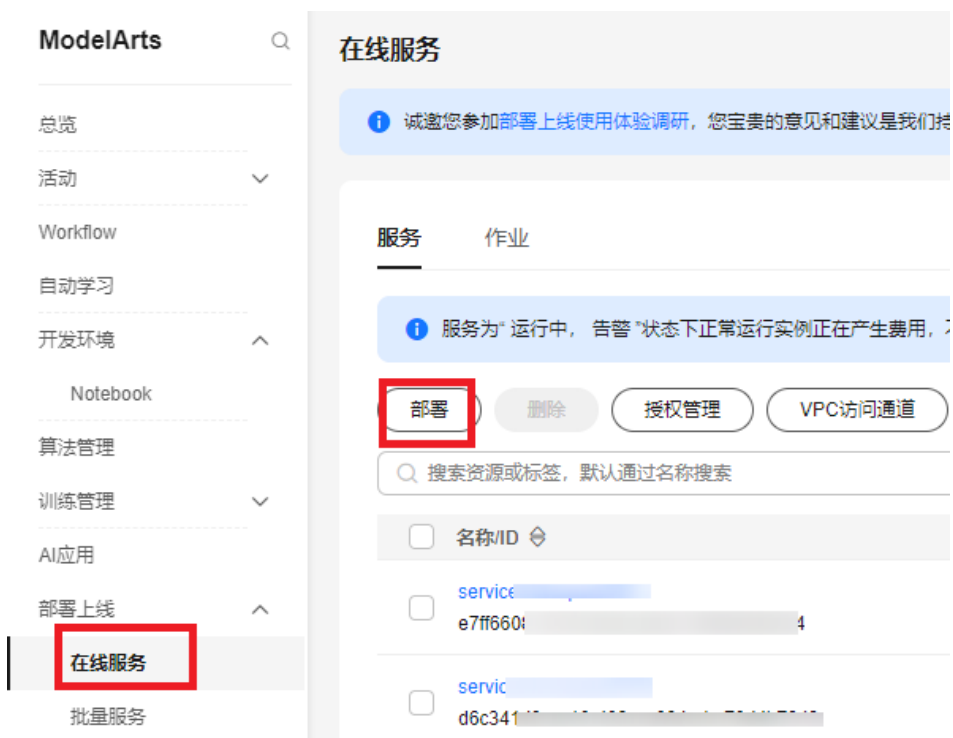 ModelArts
总览
活动
Workflow
自动学习
开发环境
Notebook
算法管理
训练管理
AI应用
部署上线
在线服务
批量服务
在线服务
诚邀您参加部署上线使用体验调研，您宝贵的意见和建议是我们持
服务 作业
服务为“ 运行中， 告警 ”状态下正常运行实例正在产生费用，
部署 删除 授权管理 VPC访问通道
搜索资源或标签，默认通过名称搜索
名称/ID
service
e7ff6608 4
servic
d6c341